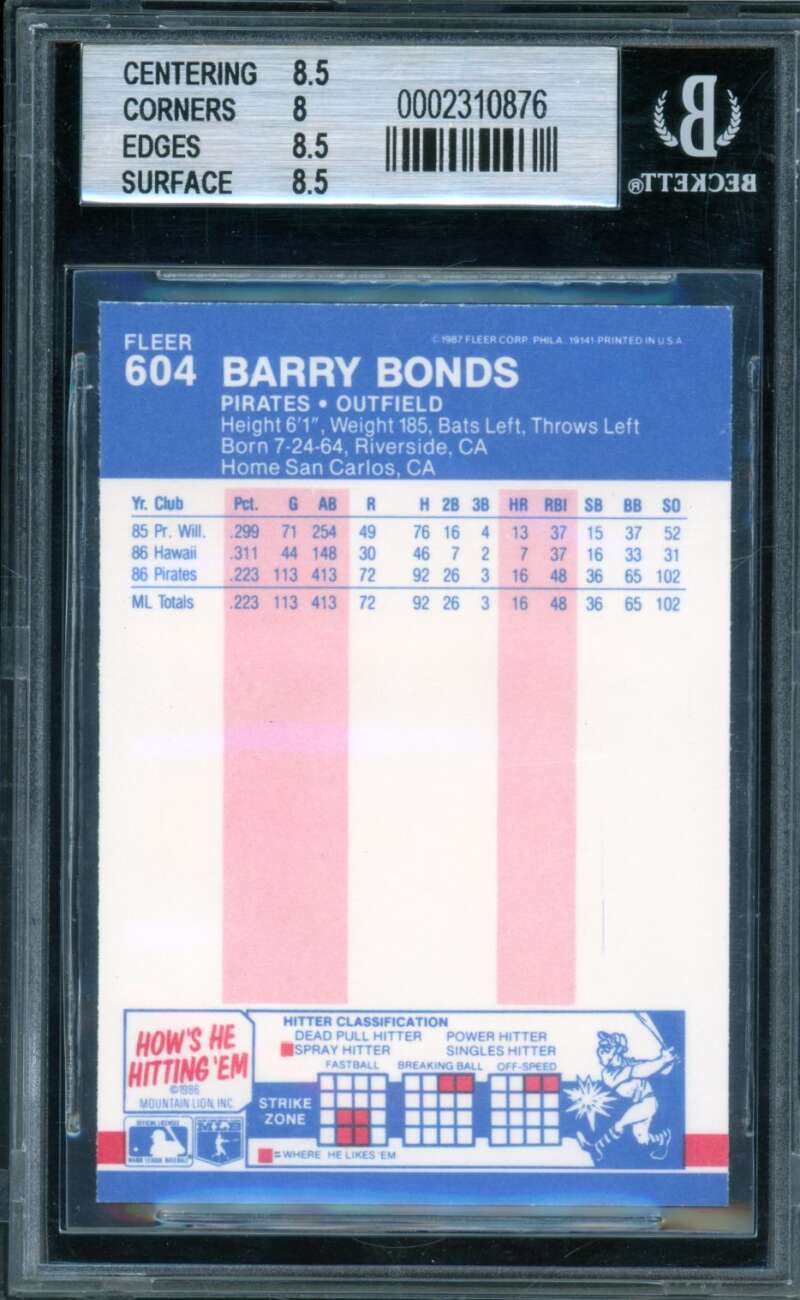 CENTERING 8.5
CORNERS 8
EDGES 8.5
SURFACE 8.5
0002310876
B
BECKETT®
FLEER
604
© 1987 FLEER CORP. PHILA. 19141-PRINTED IN U.S.A
BARRY BONDS
PIRATES • OUTFIELD
Height 6'1", Weight 185, Bats Left, Throws Left
Born 7-24-64, Riverside, CA
Home San Carlos, CA
Yr. Club Pct. G AB R H 2B 3B HR RBI SB BB SO
85 Pr. Will. .299 71 254 49 76 16 4 13 37 15 37 52
86 Hawaii .311 44 148 30 46 7 2 7 37 16 33 31
86 Pirates .223 113 413 72 92 26 3 16 48 36 65 102
ML Totals .223 113 413 72 92 26 3 16 48 36 65 102
HOW'S HE
HITTING 'EM
©1986
MOUNTAIN LION, INC.
HITTER CLASSIFICATION
DEAD PULL HITTER POWER HITTER
SPRAY HITTER SINGLES HITTER
FASTBALL BREAKING BALL OFF-SPEED
STRIKE
ZONE
=WHERE HE LIKES 'EM
OFFICIAL LICENSEE
MAJOR LEAGUE BASEBALL